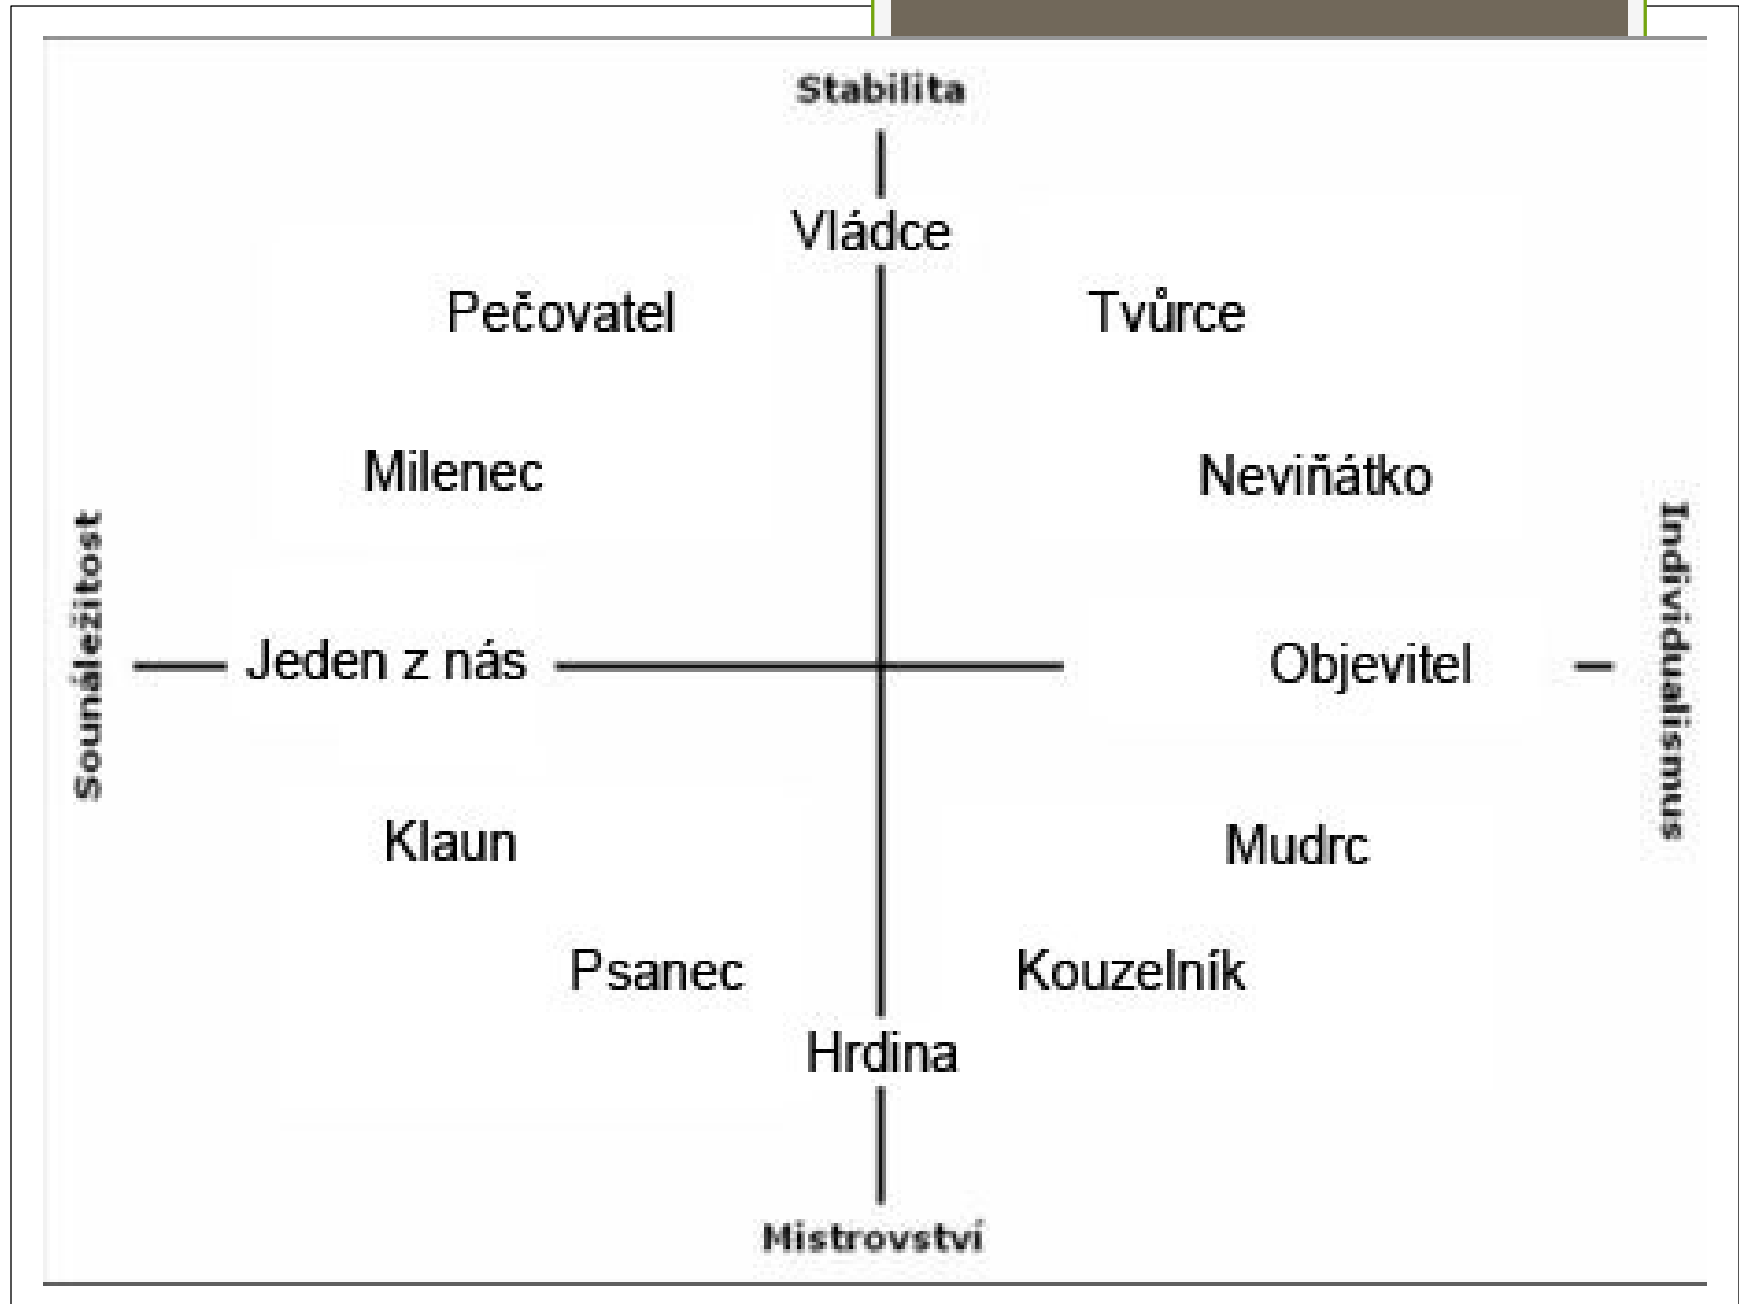 Stabilita
Vládce
Pečovatel
Tvůrce
Milenec
Neviňátko
Sounáležitost
Individualismus
Jeden z nás
Objevitel
Klaun
Mudrc
Psanec
Kouzelník
Hrdina
Mistrovství